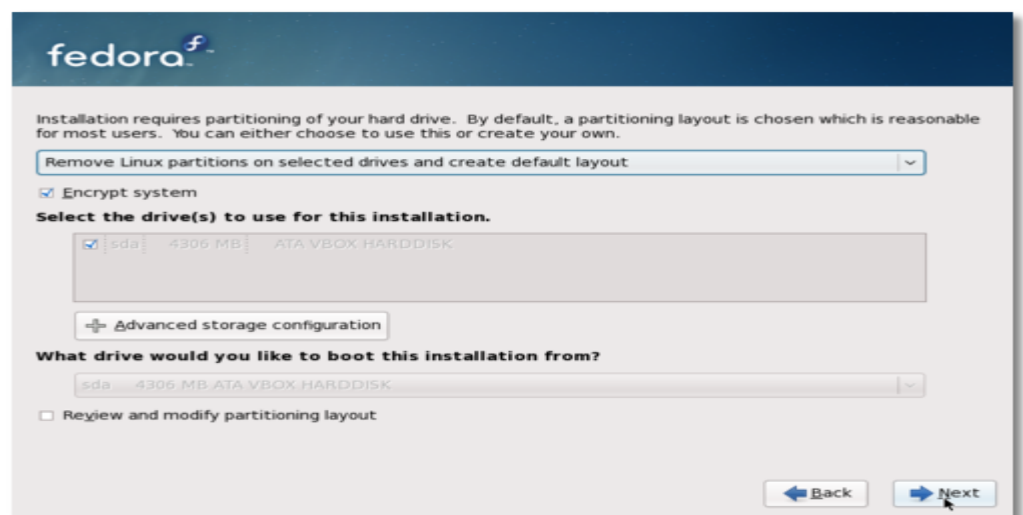 fedora
Installation requires partitioning of your hard drive. By default, a partitioning layout is chosen which is reasonable
for most users. You can either choose to use this or create your own.
Remove Linux partitions on selected drives and create default layout
Encrypt system
Select the drive(s) to use for this installation.
sda 4306 MB ATA VBOX HARDDISK
Advanced storage configuration
What drive would you like to boot this installation from?
sda 4306 MB ATA VBOX HARDDISK
Review and modify partitioning layout
Back Next